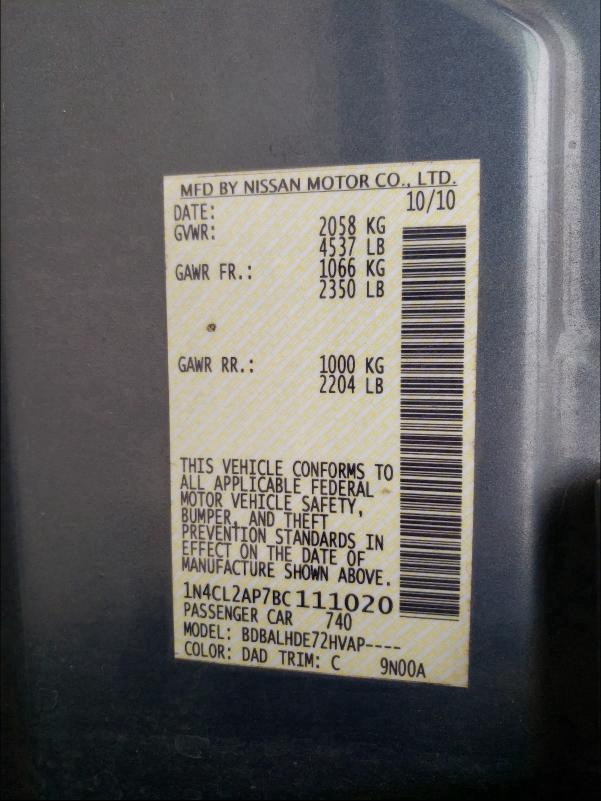 MFD BY NISSAN MOTOR CO., LTD.
DATE: 10/10
GVWR: 2058 KG
4537 LB
GAWR FR.: 1066 KG
2350 LB
GAWR RR.: 1000 KG
2204 LB
THIS VEHICLE CONFORMS TO
ALL APPLICABLE FEDERAL
MOTOR VEHICLE SAFETY,
BUMPER, AND THEFT
PREVENTION STANDARDS IN
EFFECT ON THE DATE OF
MANUFACTURE SHOWN ABOVE.
1N4CL2AP7BC111020
PASSENGER CAR 740
MODEL: BDBALHDE72HVAP----
COLOR: DAD TRIM: C 9N00A